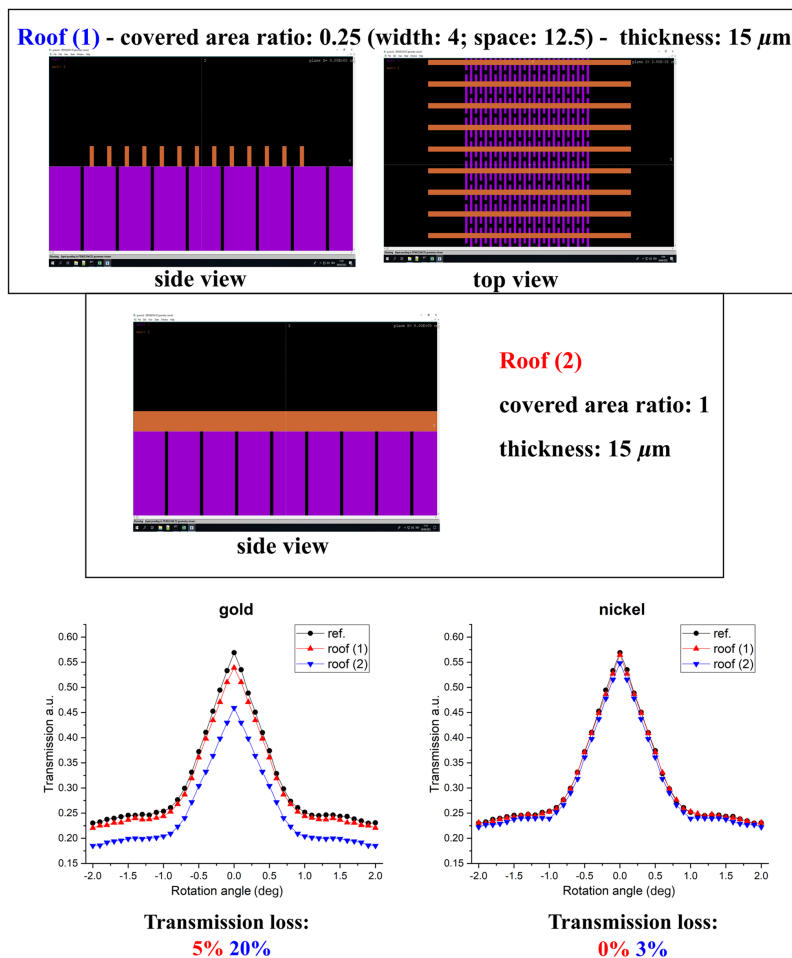 Roof (1) - covered area ratio: 0.25 (width: 4; space: 12.5) - thickness: 15 µm
side view
top view
Roof (2)
covered area ratio: 1
thickness: 15 µm
side view
gold
ref.
roof (1)
roof (2)
Transmission a.u.
0.60
0.55
0.50
0.45
0.40
0.35
0.30
0.25
0.20
0.15
-2.0 -1.5 -1.0 -0.5 0.0 0.5 1.0 1.5 2.0
Rotation angle (deg)
Transmission loss:
5% 20%
nickel
ref.
roof (1)
roof (2)
Transmission a.u.
0.60
0.55
0.50
0.45
0.40
0.35
0.30
0.25
0.20
0.15
-2.0 -1.5 -1.0 -0.5 0.0 0.5 1.0 1.5 2.0
Rotation angle (deg)
Transmission loss:
0% 3%